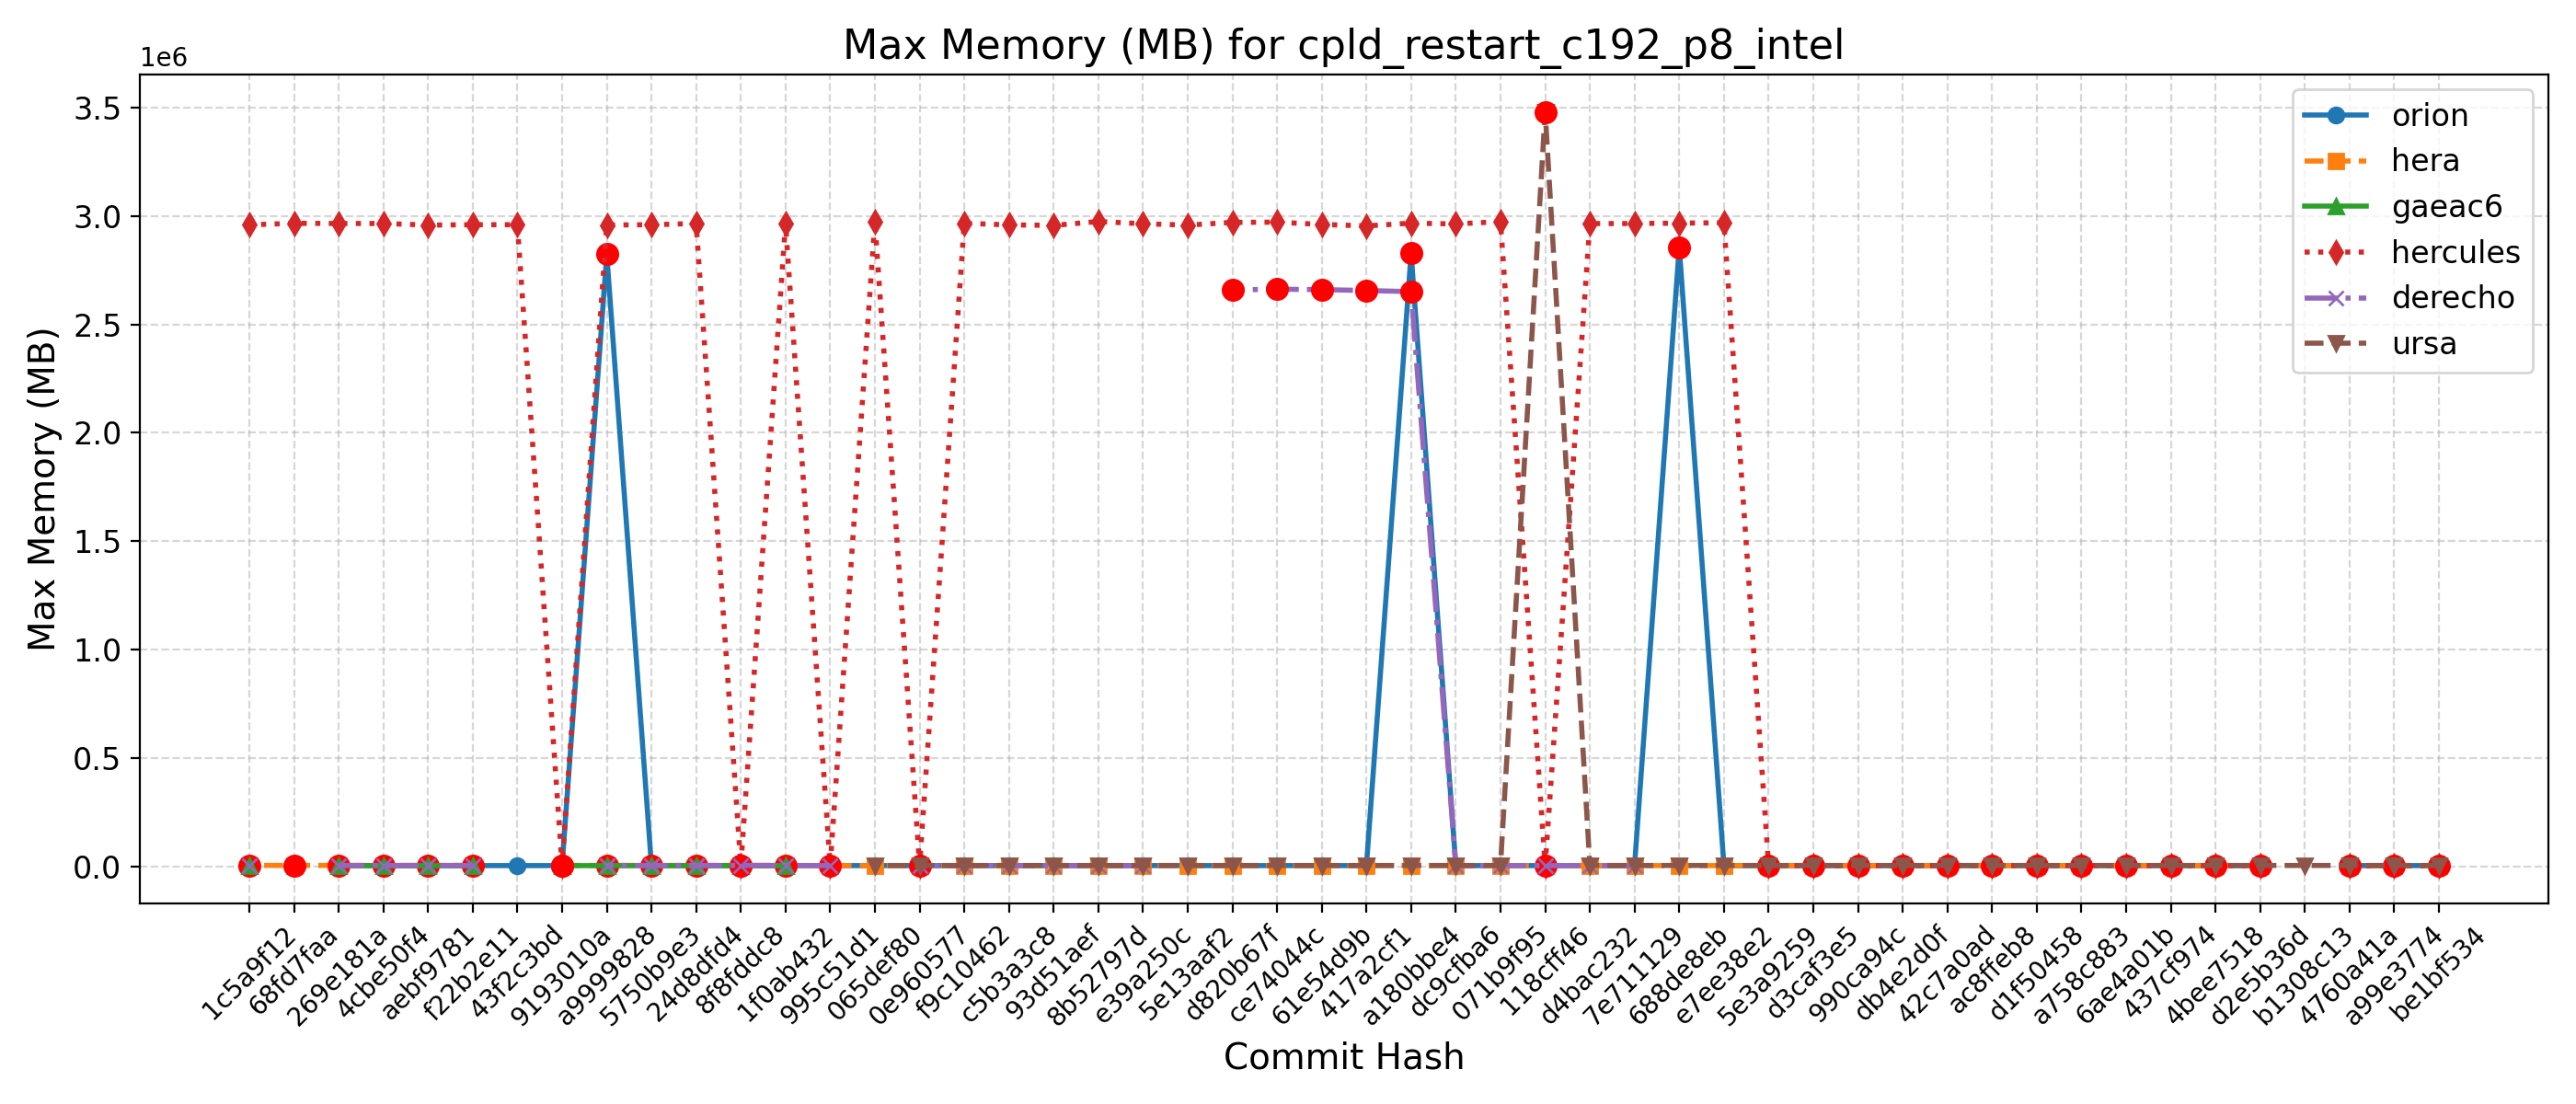 Max Memory (MB) for cpld_restart_c192_p8_intel
1e6
3.5
3.0
2.5
2.0
1.5
1.0
0.5
0.0
Max Memory (MB)
orion
hera
gaeac6
hercules
derecho
ursa
1c5a9f12
68fd7faa
269e181a
4cbe50f4
aebf9781
f22b2e11
43f2c3bd
9193010a
a9999828
5750b9e3
24d8dfd4
8f8fddc8
1f0ab432
995c51d1
065def80
0e960577
f9c10462
c5b3a3c8
93d51aef
8b52797d
e39a250c
5e13aaf2
d820b67f
ce74044c
61e54d9b
417a2cf1
a180bbe4
dc9cfba6
071b9f95
118cff46
d4bac232
7e711129
688de8eb
e7ee38e2
5e3a9259
d3caf3e5
990ca94c
db4e2d0f
42c7a0ad
ac8ffeb8
d1f50458
a758c883
6ae4a01b
437cf974
4bee7518
d2e5b36d
b1308c13
4760a41a
a99e3774
be1bf534
Commit Hash